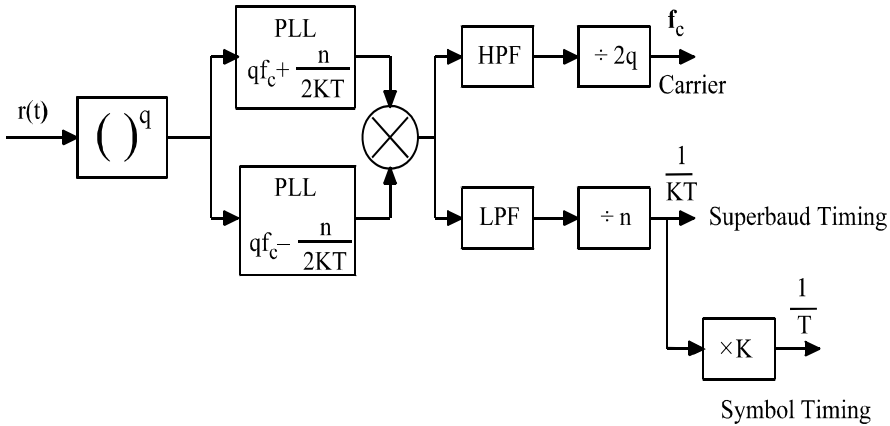 r(t)
( )^q
PLL
qf_c + n/2KT
PLL
qf_c – n/2KT
HPF
÷ 2q
f_c
Carrier
LPF
÷ n
1/KT
Superbaud Timing
×K
1/T
Symbol Timing